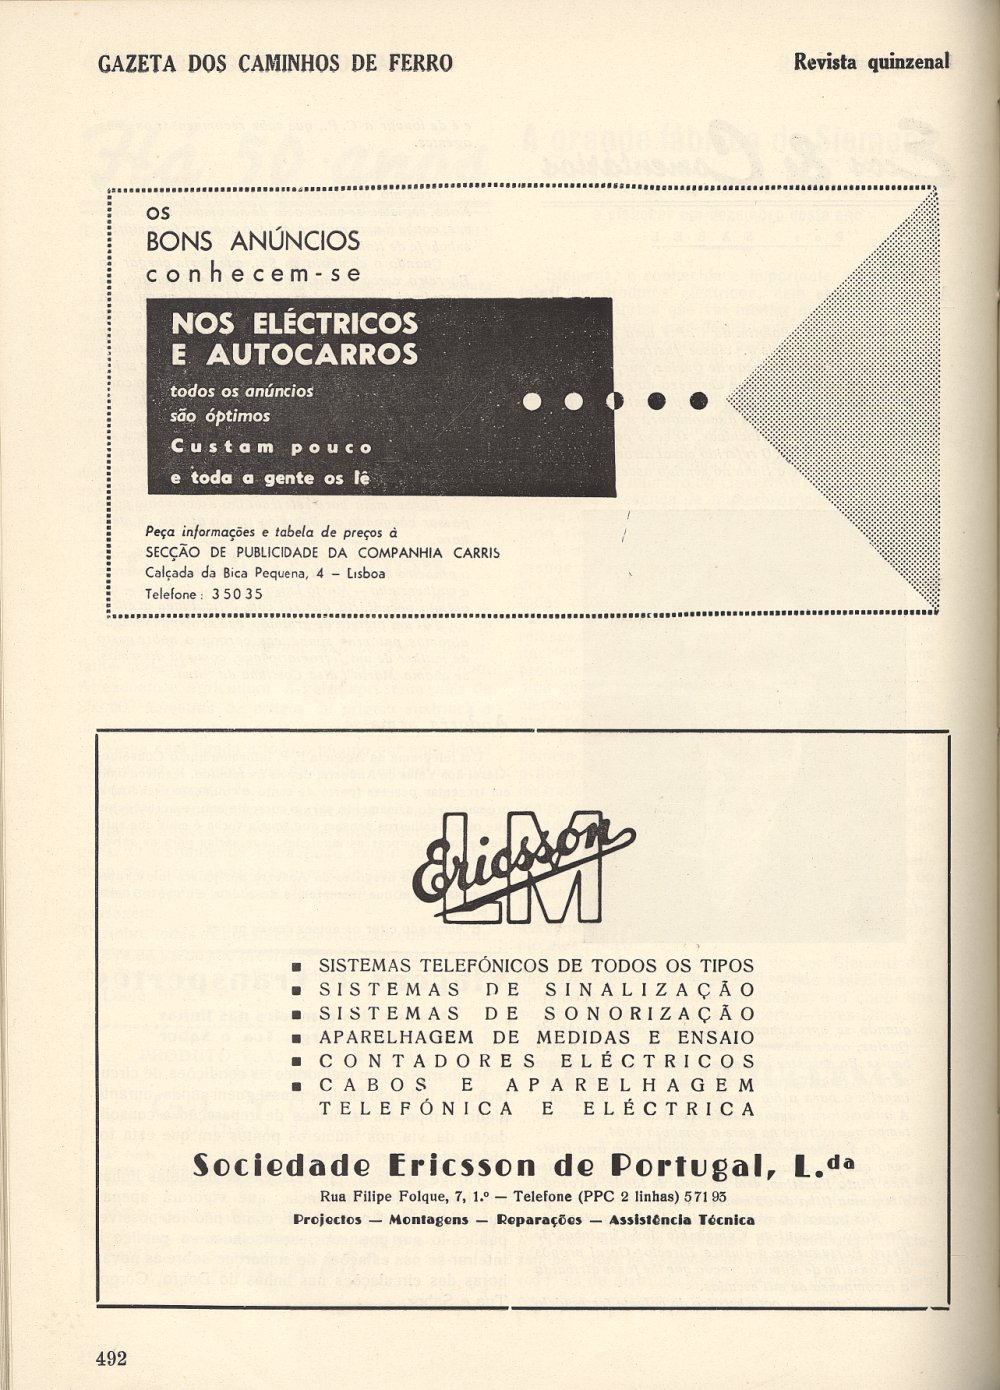 GAZETA DOS CAMINHOS DE FERRO
Revista quinzenal
OS
BONS ANÚNCIOS
conhecem-se
NOS ELÉCTRICOS
E AUTOCARROS
todos os anúncios
são óptimos
Custam pouco
e toda a gente os lê
Peça informações e tabela de preços à
SECÇÃO DE PUBLICIDADE DA COMPANHIA CARRIS
Calçada da Bica Pequena, 4 — Lisboa
Telefone: 35035
LM Ericsson
■ SISTEMAS TELEFÓNICOS DE TODOS OS TIPOS
■ SISTEMAS DE SINALIZAÇÃO
■ SISTEMAS DE SONORIZAÇÃO
■ APARELHAGEM DE MEDIDAS E ENSAIO
■ CONTADORES ELÉCTRICOS
■ CABOS E APARELHAGEM
TELEFÓNICA E ELÉCTRICA
Sociedade Ericsson de Portugal, L.da
Rua Filipe Folque, 7, 1.º — Telefone (PPC 2 linhas) 57193
Projectos — Montagens — Reparações — Assistência Técnica
492